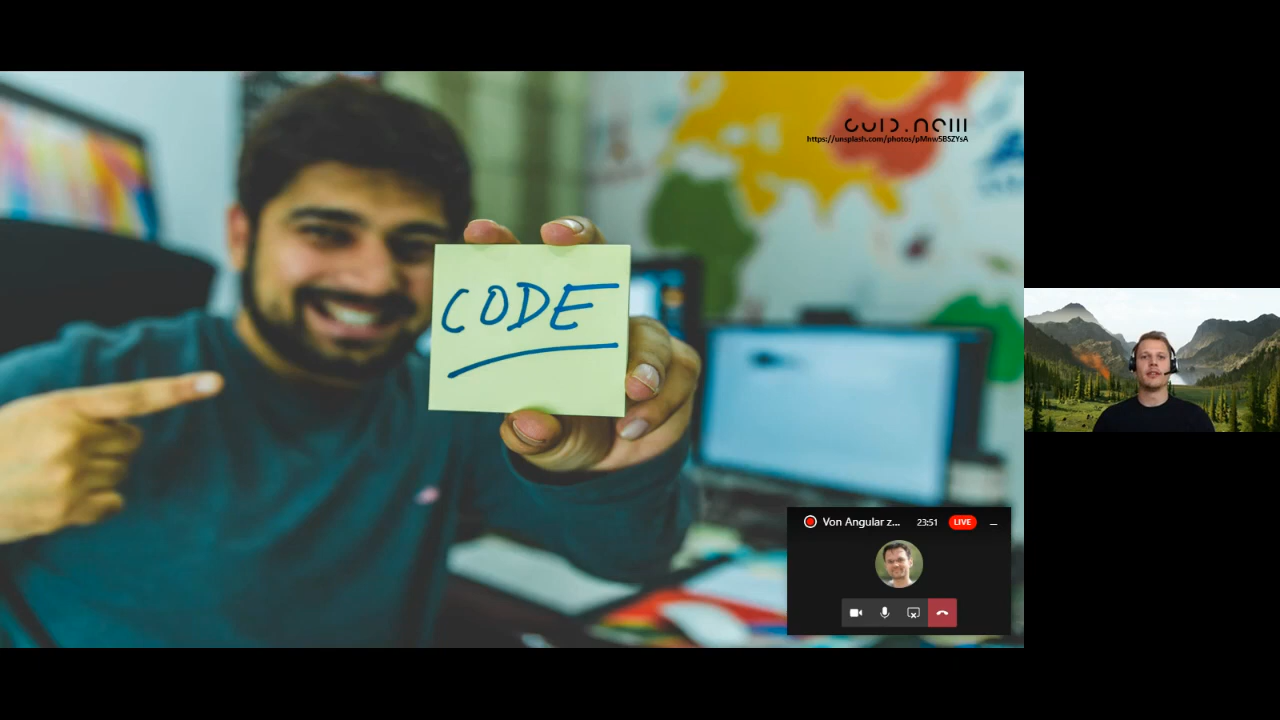 https://unsplash.com/photos/pMnw5BSZYsA
CODE
Von Angular z...
23:51
LIVE